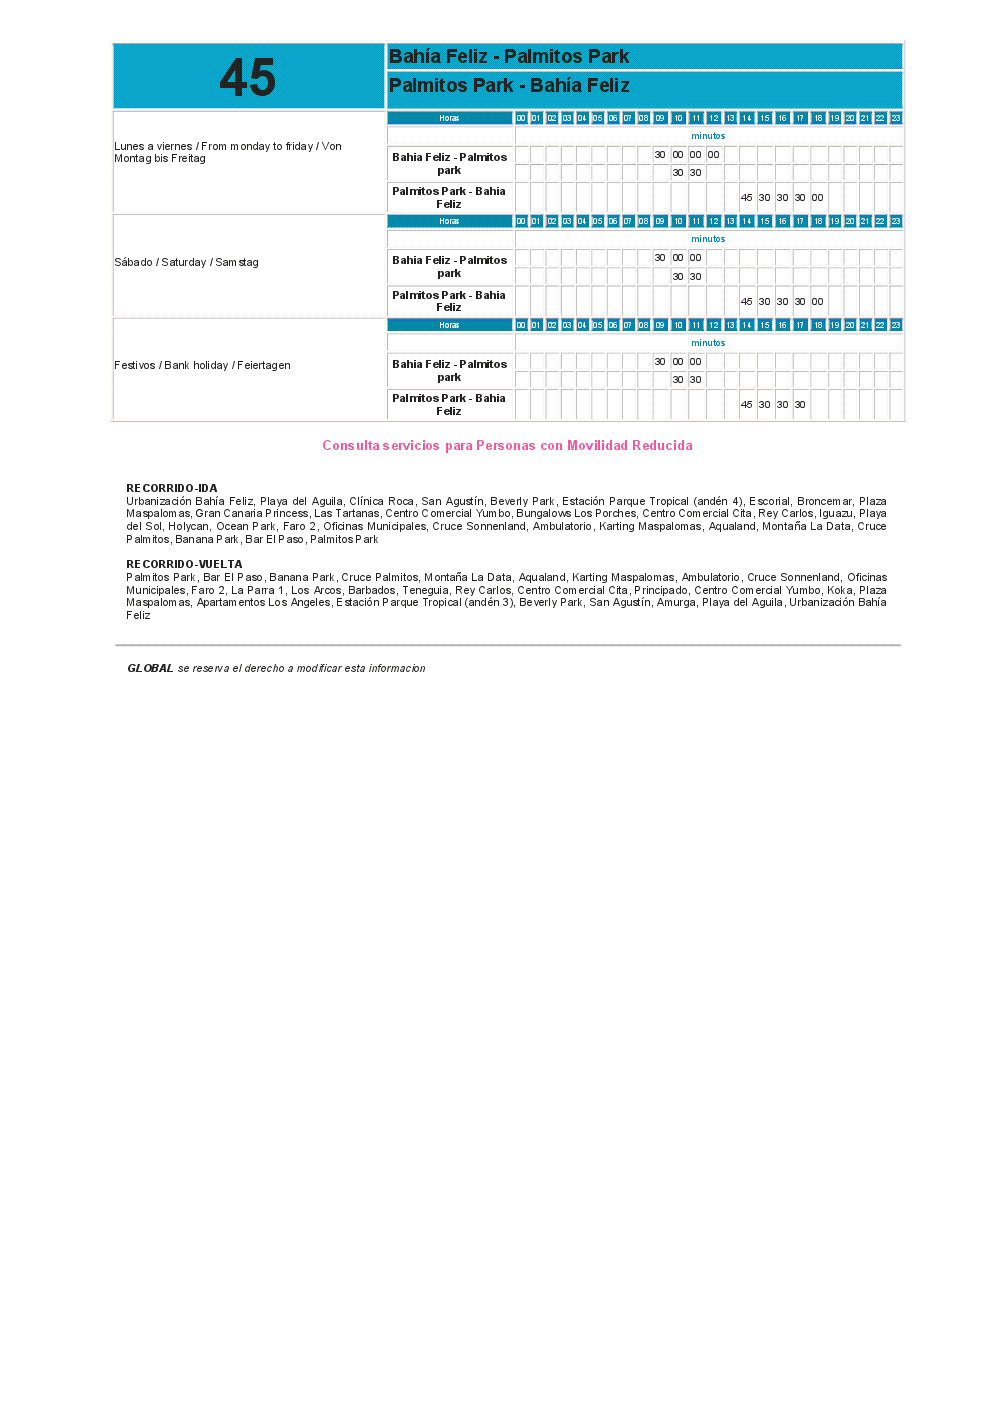 45
Bahía Feliz - Palmitos Park
Palmitos Park - Bahía Feliz
Lunes a viernes / From monday to friday / Von
Montag bis Freitag
Horas 00 01 02 03 04 05 06 07 08 09 10 11 12 13 14 15 16 17 18 19 20 21 22 23
minutos
Bahia Feliz - Palmitos
park
30 00 00 00
30 30
Palmitos Park - Bahia
Feliz
45 30 30 30 00
Sábado / Saturday / Samstag
Horas 00 01 02 03 04 05 06 07 08 09 10 11 12 13 14 15 16 17 18 19 20 21 22 23
minutos
Bahia Feliz - Palmitos
park
30 00 00
30 30
Palmitos Park - Bahia
Feliz
45 30 30 30 00
Festivos / Bank holiday / Feiertagen
Horas 00 01 02 03 04 05 06 07 08 09 10 11 12 13 14 15 16 17 18 19 20 21 22 23
minutos
Bahia Feliz - Palmitos
park
30 00 00
30 30
Palmitos Park - Bahia
Feliz
45 30 30 30
Consulta servicios para Personas con Movilidad Reducida
RECORRIDO-IDA
Urbanización Bahía Feliz, Playa del Aguila, Clínica Roca, San Agustín, Beverly Park, Estación Parque Tropical (andén 4), Escorial, Broncemar, Plaza
Maspalomas, Gran Canaria Princess, Las Tartanas, Centro Comercial Yumbo, Bungalows Los Porches, Centro Comercial Cita, Rey Carlos, Iguazu, Playa
del Sol, Holycan, Ocean Park, Faro 2, Oficinas Municipales, Cruce Sonnenland, Ambulatorio, Karting Maspalomas, Aqualand, Montaña La Data, Cruce
Palmitos, Banana Park, Bar El Paso, Palmitos Park
RECORRIDO-VUELTA
Palmitos Park, Bar El Paso, Banana Park, Cruce Palmitos, Montaña La Data, Aqualand, Karting Maspalomas, Ambulatorio, Cruce Sonnenland, Oficinas
Municipales, Faro 2, La Parra 1, Los Arcos, Barbados, Teneguia, Rey Carlos, Centro Comercial Cita, Principado, Centro Comercial Yumbo, Koka, Plaza
Maspalomas, Apartamentos Los Angeles, Estación Parque Tropical (andén 3), Beverly Park, San Agustín, Amurga, Playa del Aguila, Urbanización Bahía
Feliz
GLOBAL se reserva el derecho a modificar esta informacion